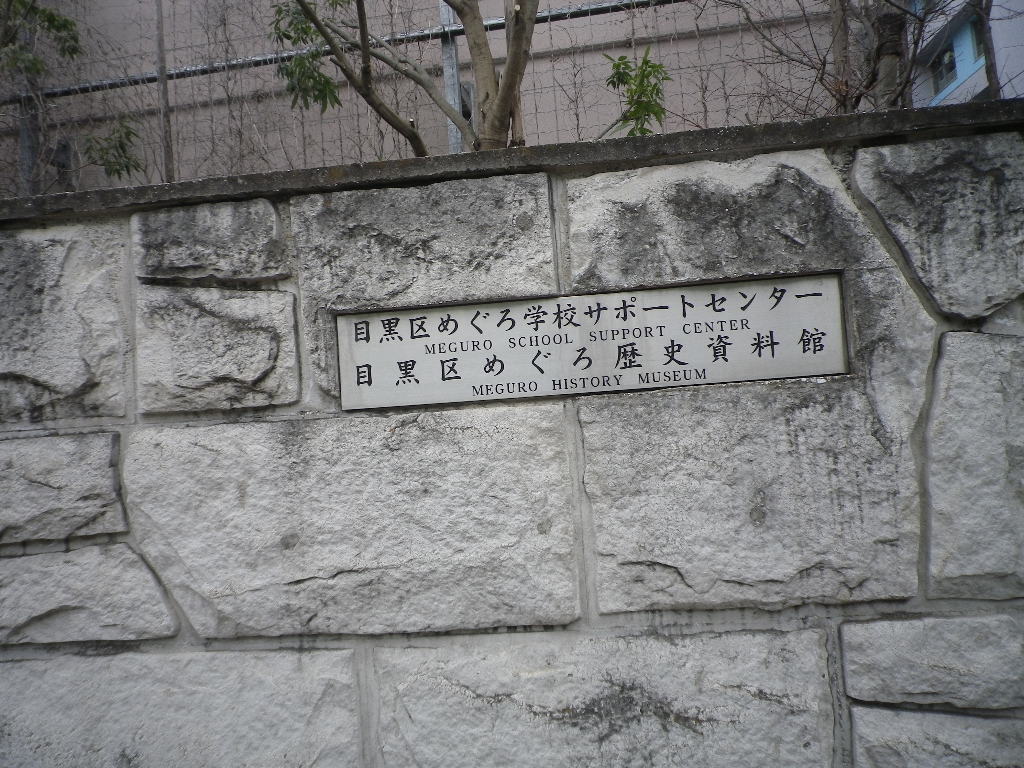 目黒区めぐろ学校サポートセンター
MEGURO SCHOOL SUPPORT CENTER
目黒区めぐろ歴史資料館
MEGURO HISTORY MUSEUM